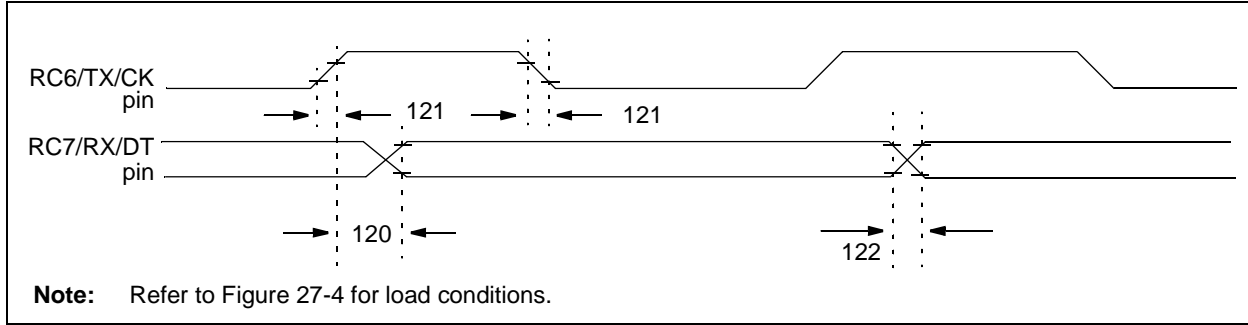 RC6/TX/CK
pin
121
121
RC7/RX/DT
pin
120
122
Note: Refer to Figure 27-4 for load conditions.